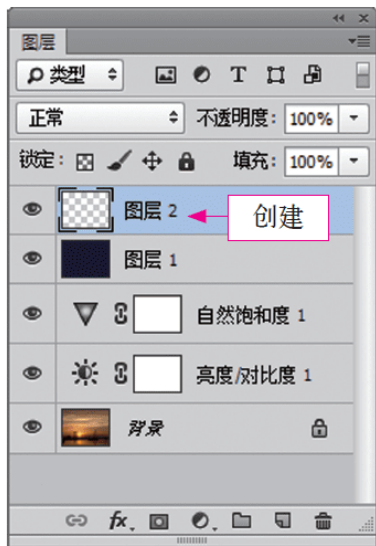 图层
类型 T
正常 不透明度: 100%
锁定: 填充: 100%
图层 2 创建
图层 1
自然饱和度 1
亮度/对比度 1
背景
fx